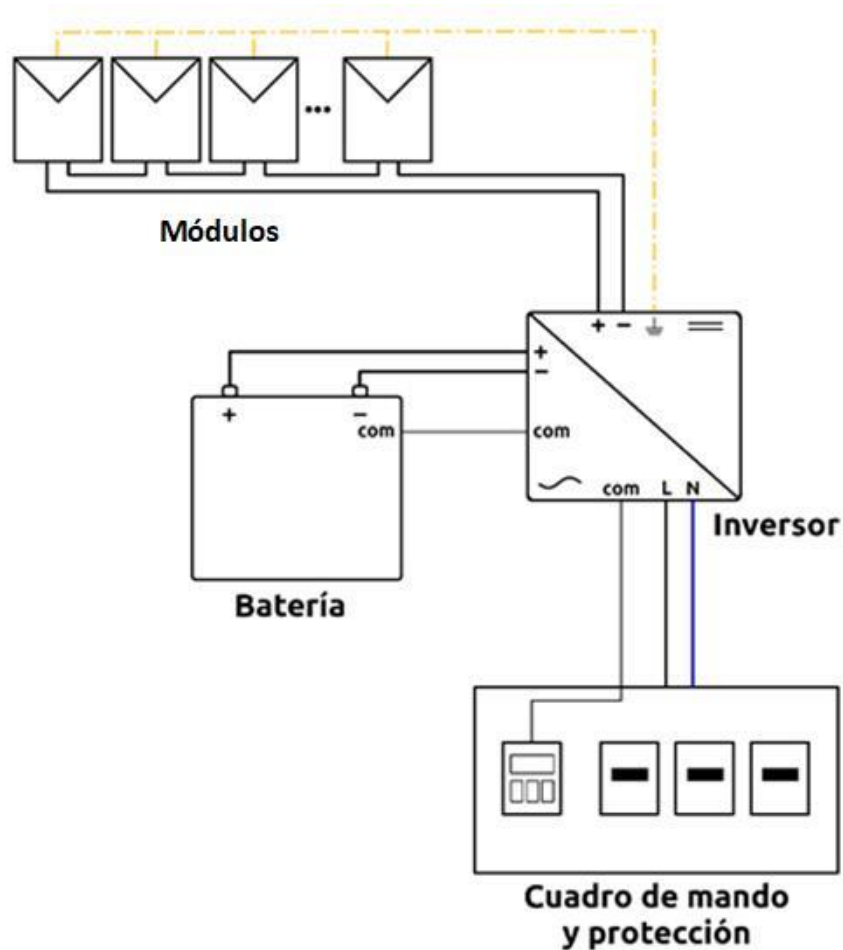 ...
Módulos
+ −
+
−
+ −
com
com
com L N
Inversor
Batería
Cuadro de mando
y protección